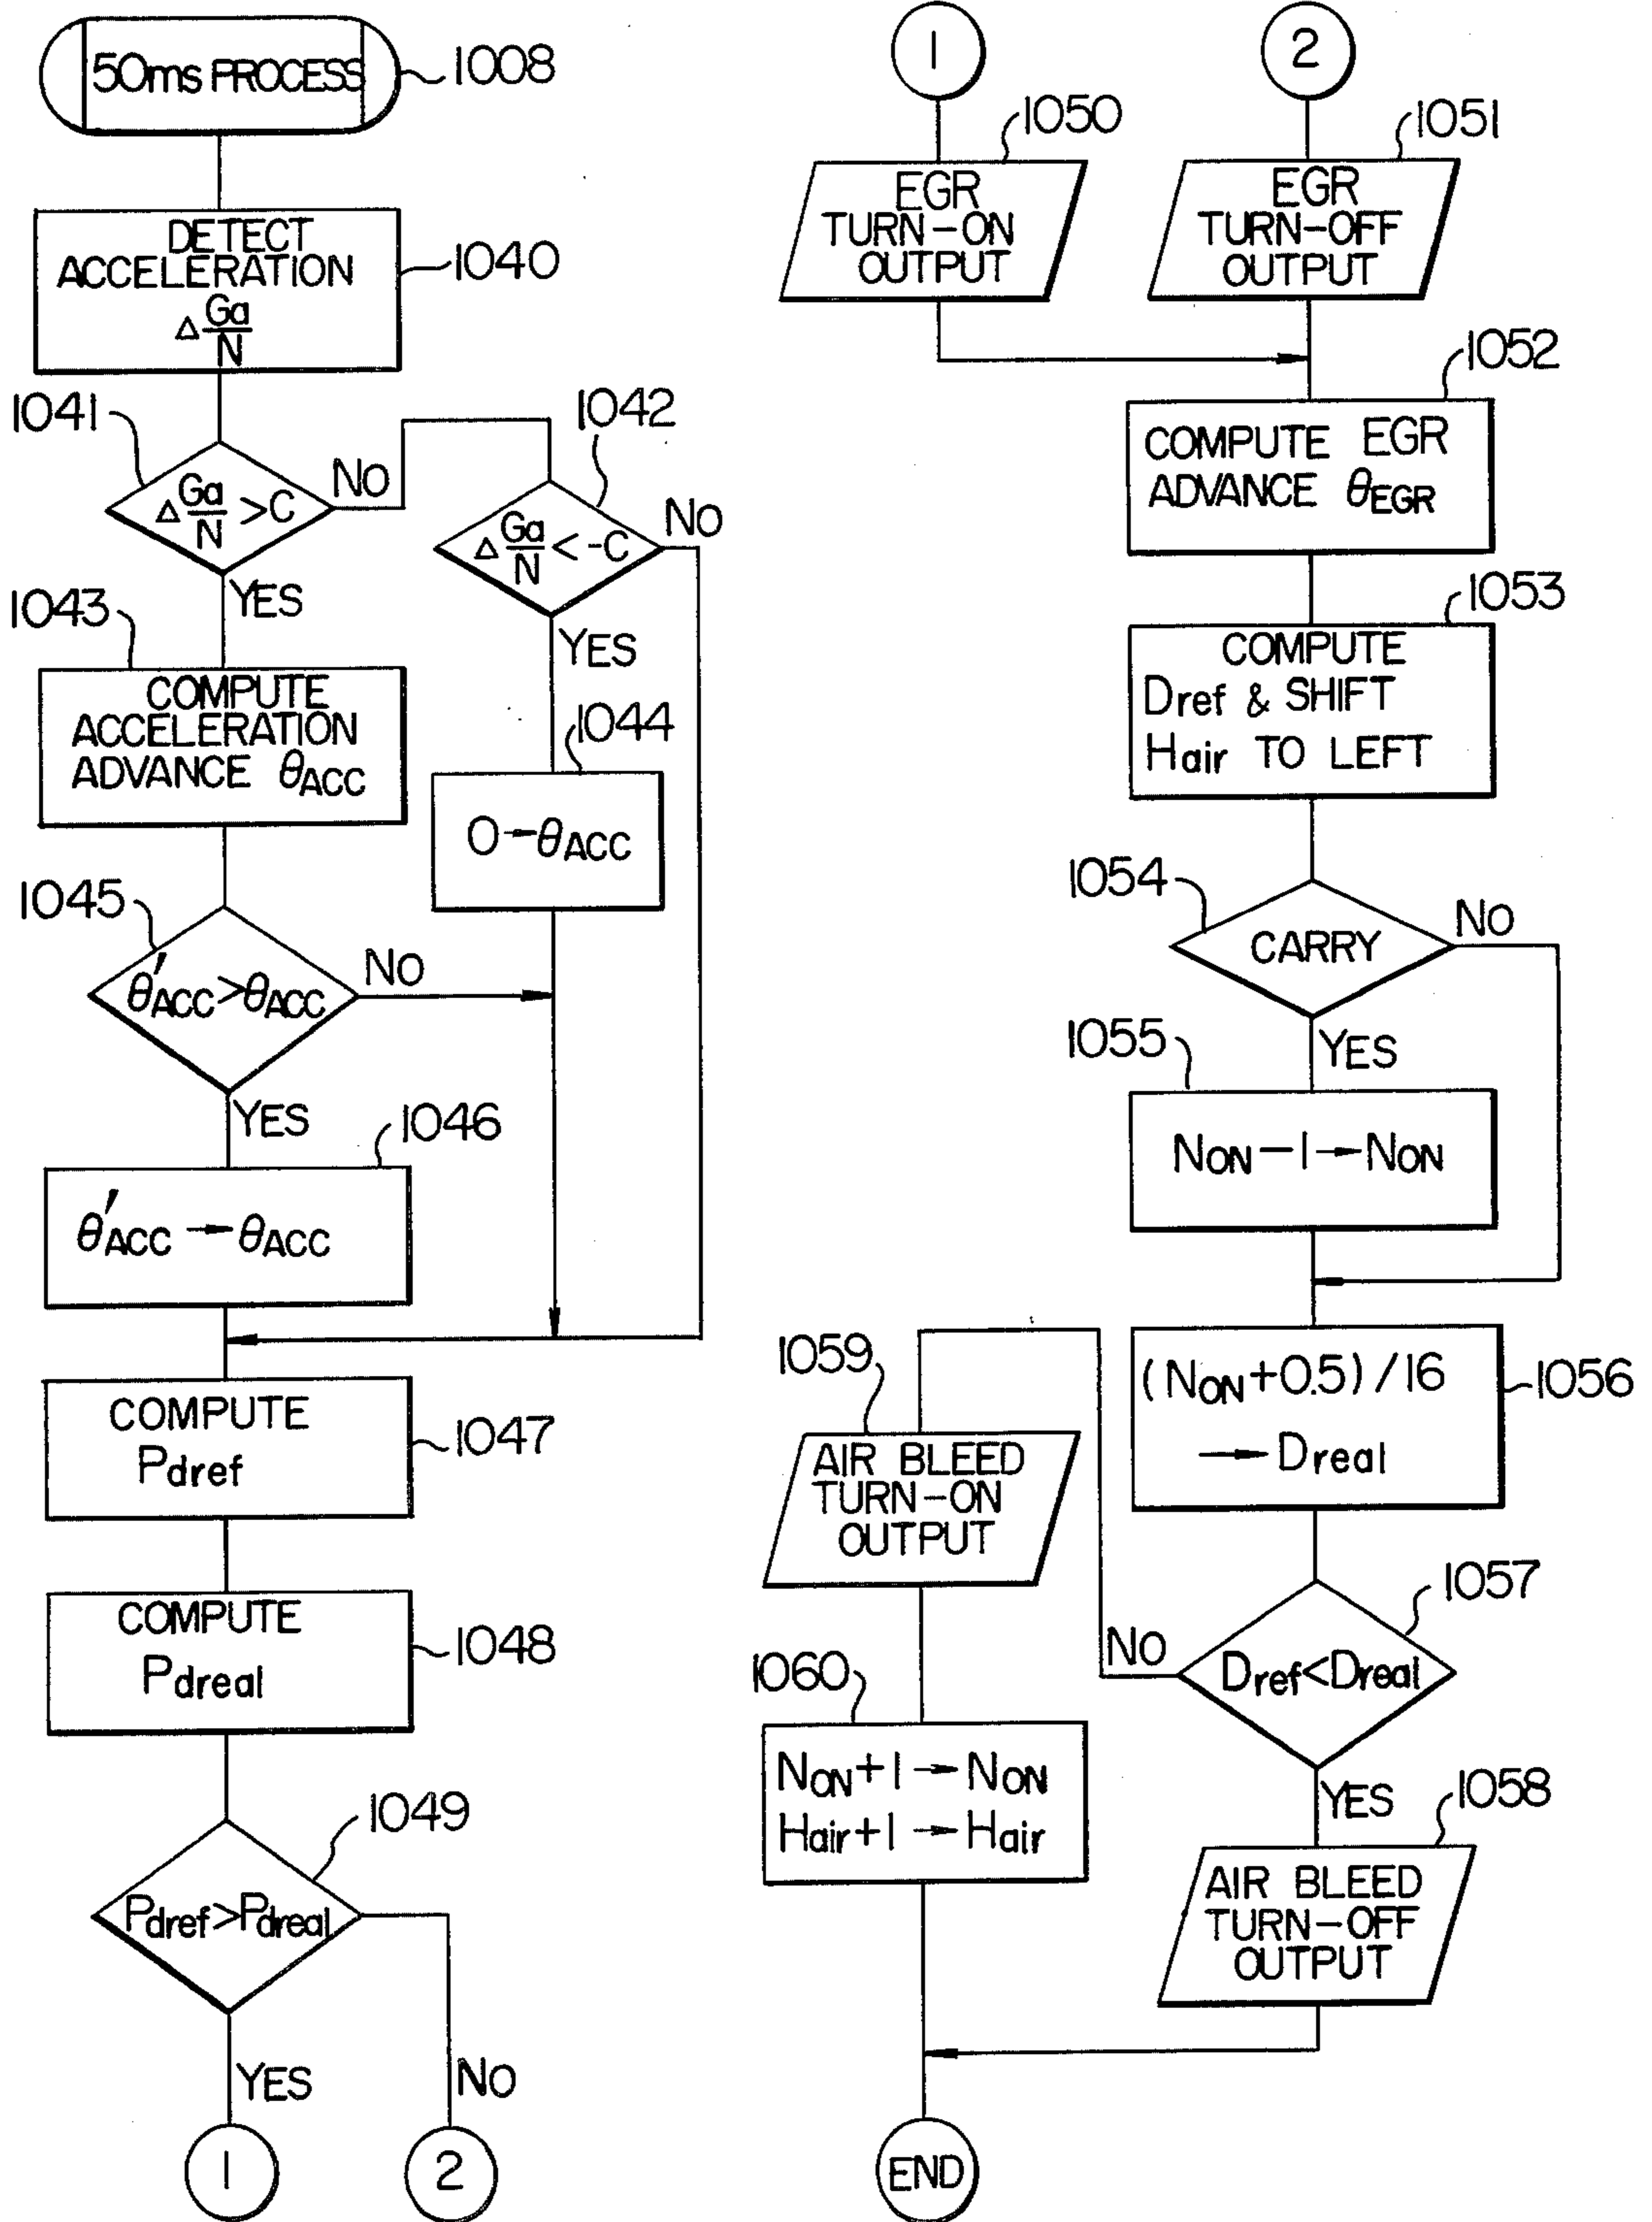 50ms PROCESS
1008
DETECT
ACCELERATION
Δ Ga/N
1040
1041
Δ Ga/N >C
NO
1042
Δ Ga/N < -C
NO
YES
YES
1043
COMPUTE
ACCELERATION
ADVANCE θACC
1044
0→θACC
1045
θ'ACC>θACC
NO
YES
1046
θ'ACC → θACC
COMPUTE
Pdref
1047
COMPUTE
Pdreal
1048
1049
Pdref>Pdreal
YES
NO
1
2
1
2
1050
EGR
TURN-ON
OUTPUT
1051
EGR
TURN-OFF
OUTPUT
1052
COMPUTE EGR
ADVANCE θEGR
1053
COMPUTE
Dref & SHIFT
Hair TO LEFT
1054
CARRY
NO
YES
1055
NON-1→NON
(NON+0.5)/16
→ Dreal
1056
1057
Dref<Dreal
NO
YES
1058
AIR BLEED
TURN-OFF
OUTPUT
1059
AIR BLEED
TURN-ON
OUTPUT
1060
NON+1→NON
Hair+1→Hair
END